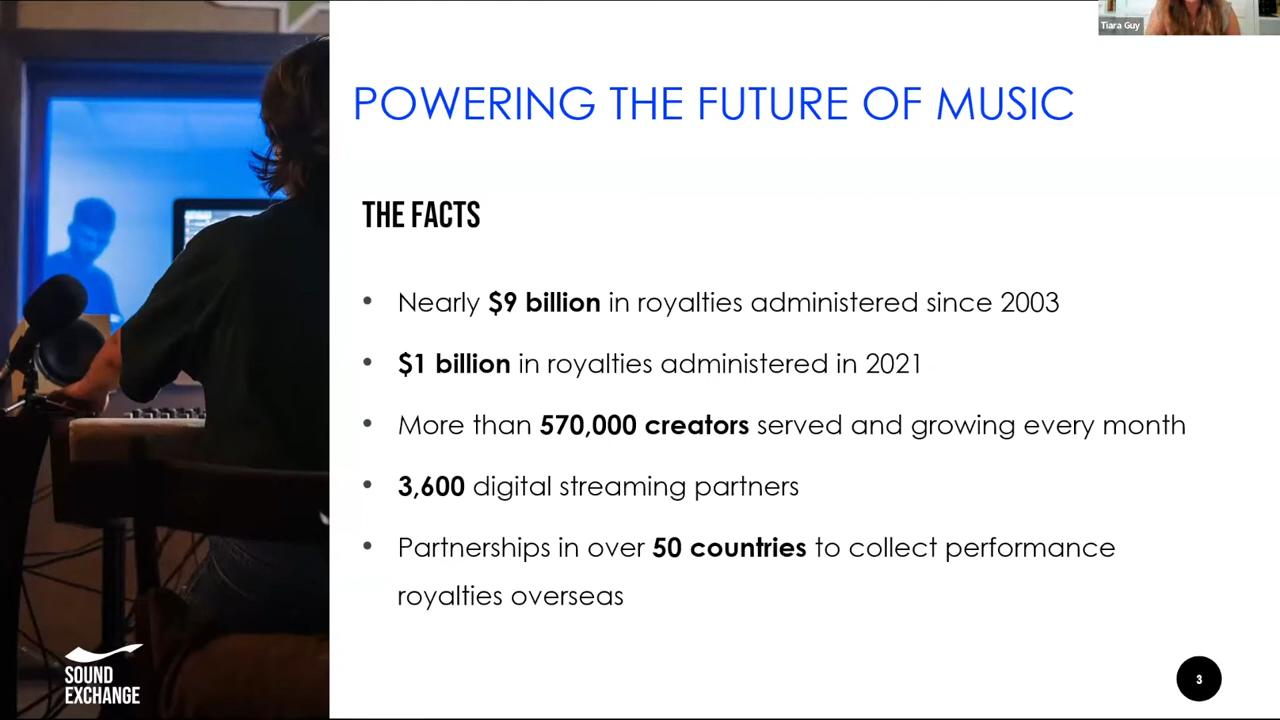 Tiara Guy
POWERING THE FUTURE OF MUSIC
THE FACTS
• Nearly $9 billion in royalties administered since 2003
• $1 billion in royalties administered in 2021
• More than 570,000 creators served and growing every month
• 3,600 digital streaming partners
• Partnerships in over 50 countries to collect performance
royalties overseas
SOUND
EXCHANGE
3